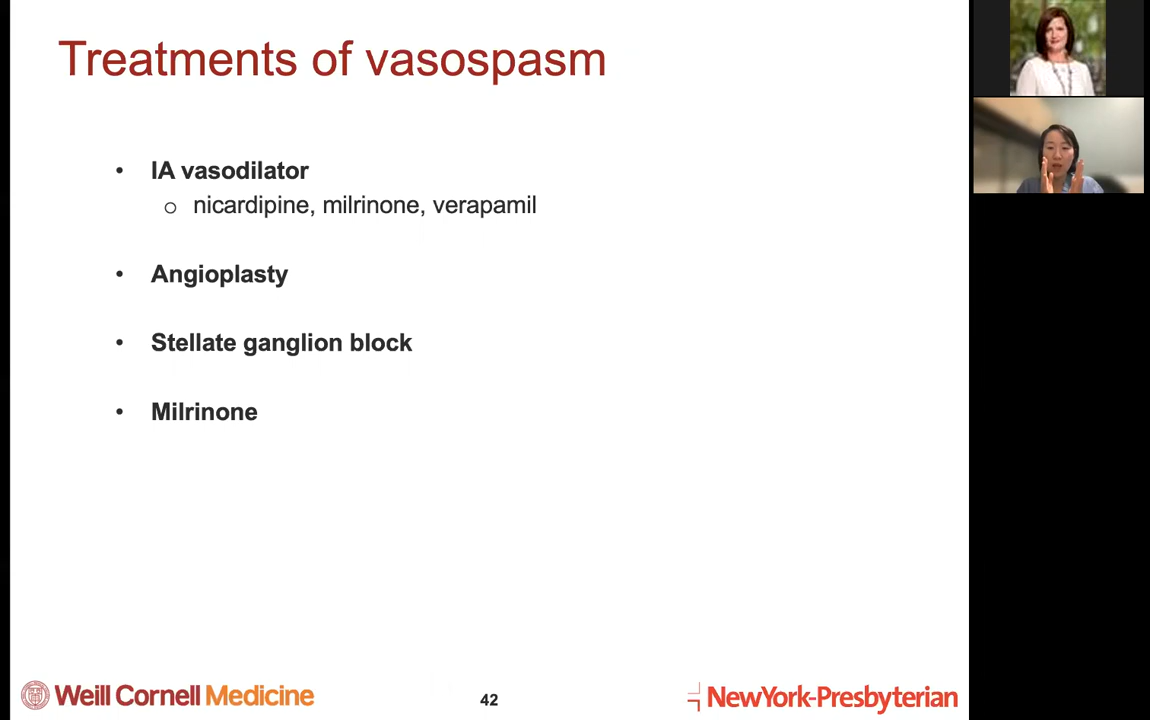 Treatments of vasospasm
• IA vasodilator
o nicardipine, milrinone, verapamil
• Angioplasty
• Stellate ganglion block
• Milrinone
Weill Cornell Medicine
42
NewYork-Presbyterian